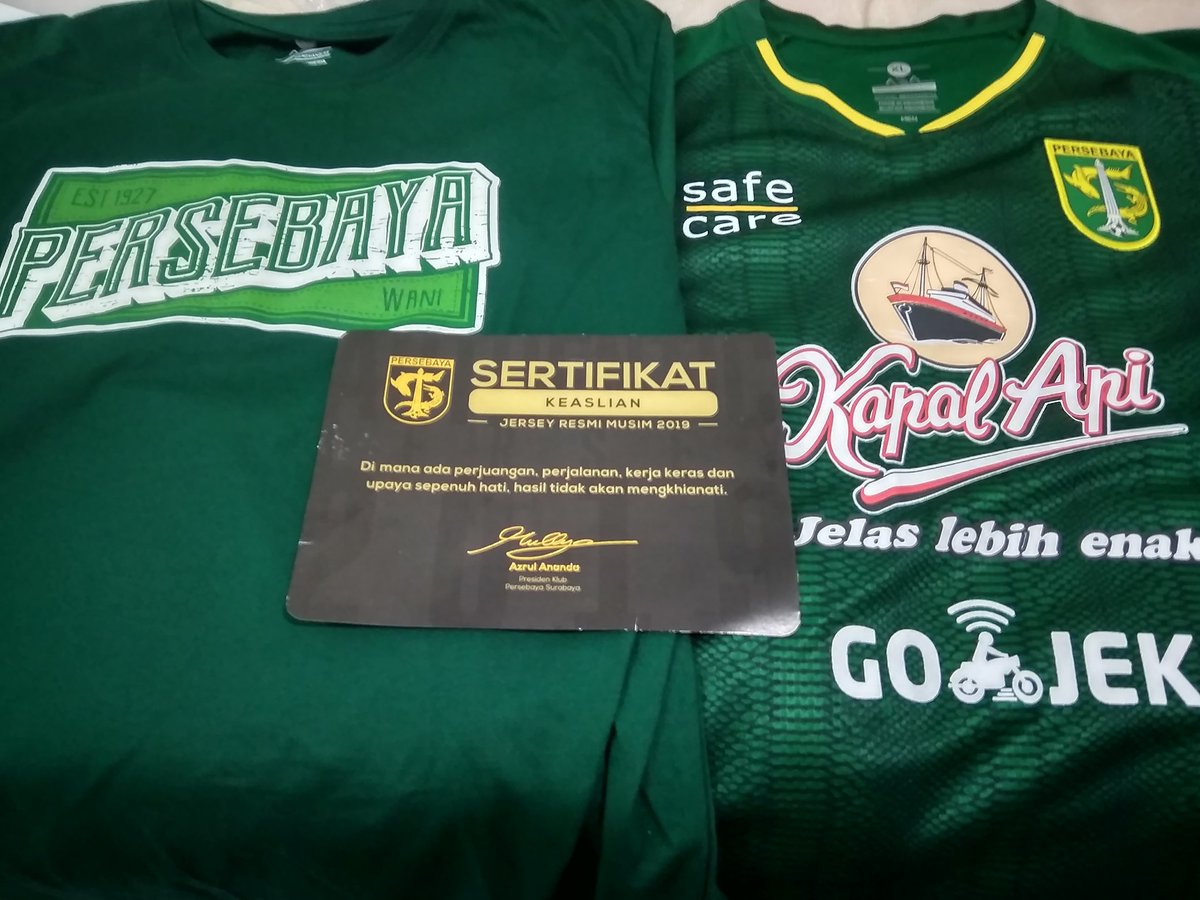 EST 1927
PERSEBAYA
WANI
XL
MEN
PERSEBAYA
safe
care
Kapal Api
Jelas lebih enak
GO JEK
PERSEBAYA
SERTIFIKAT
KEASLIAN
JERSEY RESMI MUSIM 2019
Di mana ada perjuangan, perjalanan, kerja keras dan
upaya sepenuh hati, hasil tidak akan mengkhianati.
Azrul Ananda
Presiden Klub
Persebaya Surabaya